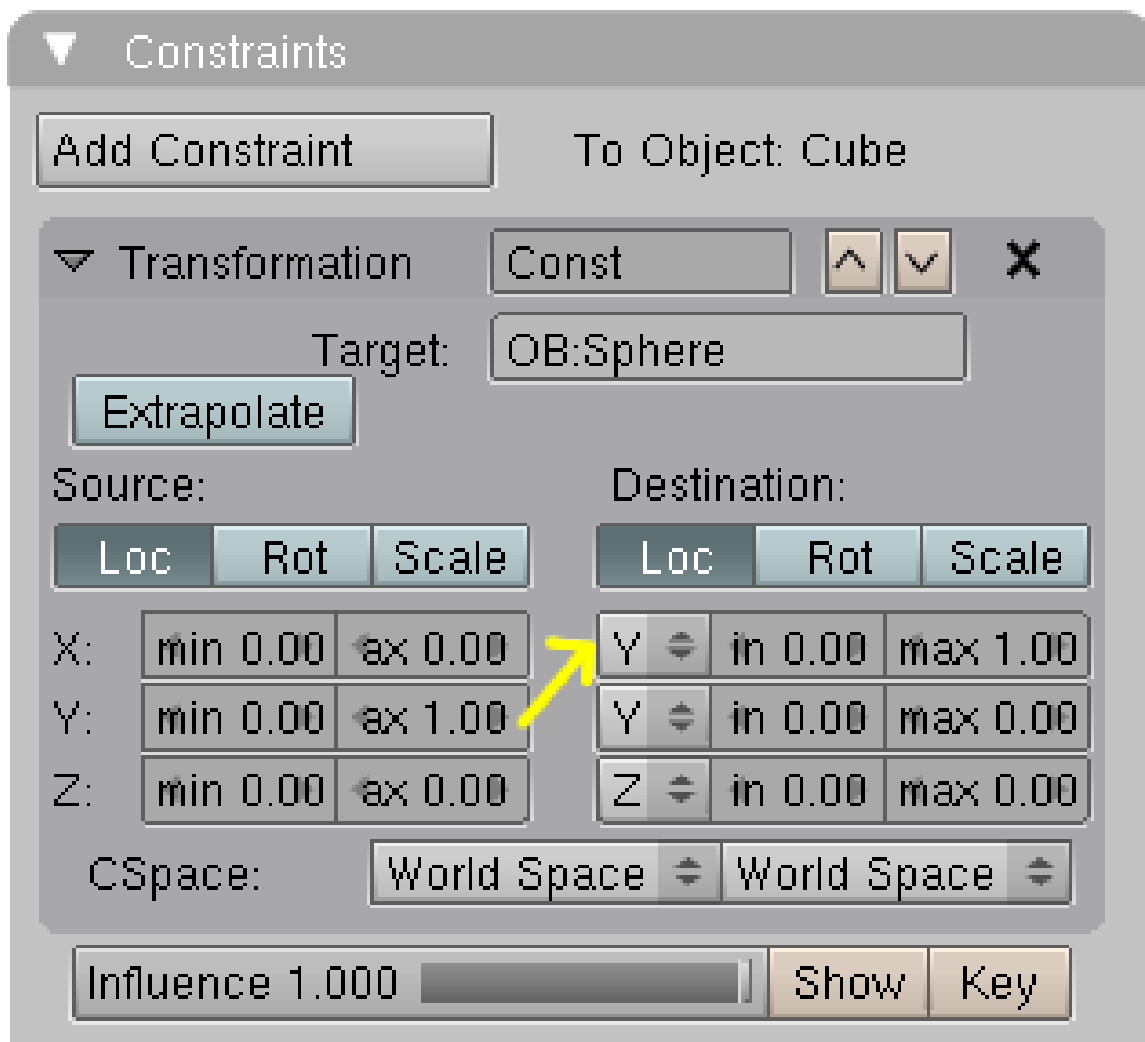 Constraints
Add Constraint To Object: Cube
Transformation Const
Target: OB:Sphere
Extrapolate
Source: Destination:
Loc Rot Scale Loc Rot Scale
X: min 0.00 ax 0.00 Y in 0.00 max 1.00
Y: min 0.00 ax 1.00 Y in 0.00 max 0.00
Z: min 0.00 ax 0.00 Z in 0.00 max 0.00
CSpace: World Space World Space
Influence 1.000 Show Key